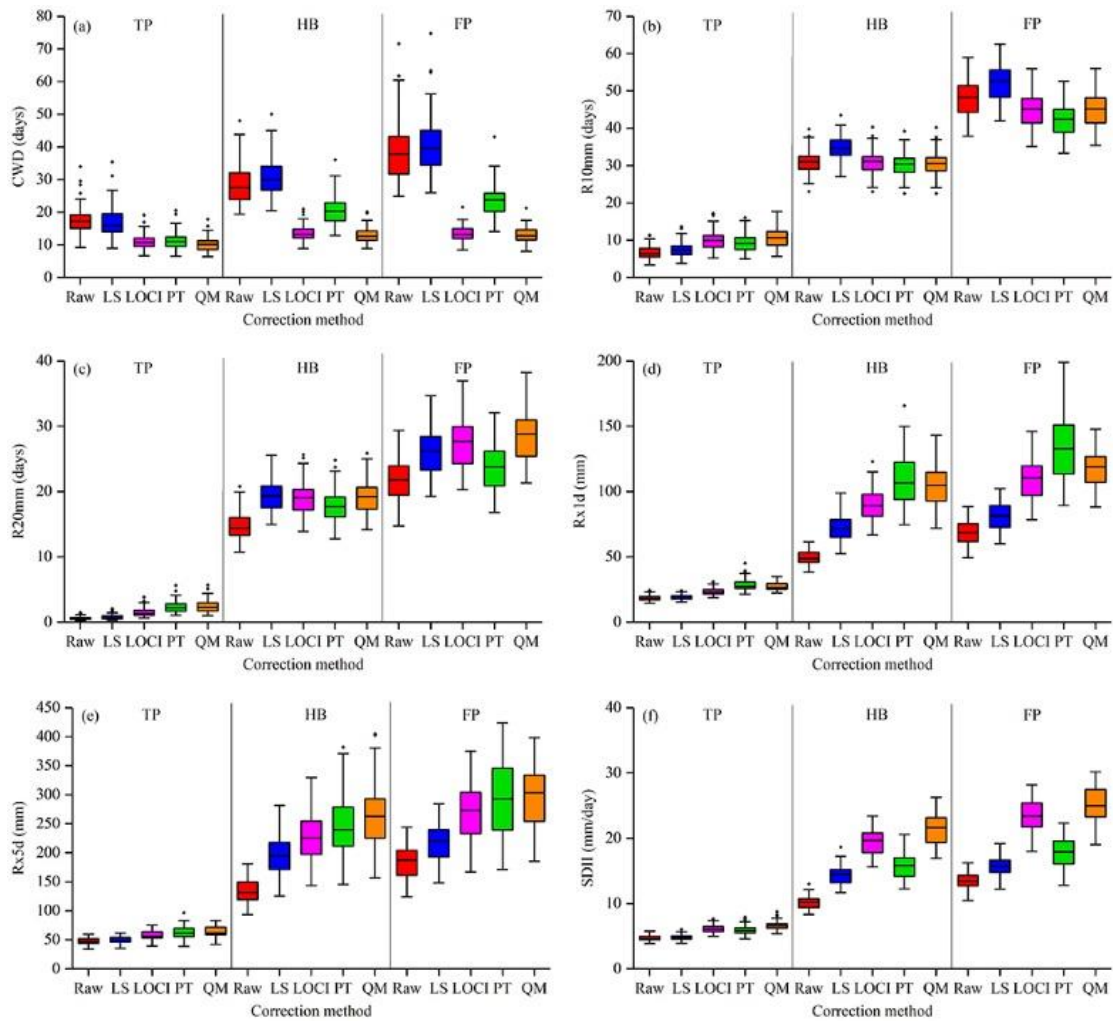 (a) TP HB FP
80
70
60
50
40
30
20
10
0
CWD (days)
Raw LS LOCI PT QM Raw LS LOCI PT QM Raw LS LOCI PT QM
Correction method
(b) TP HB FP
70
60
50
40
30
20
10
0
R10mm (days)
Raw LS LOCI PT QM Raw LS LOCI PT QM Raw LS LOCI PT QM
Correction method
(c) TP HB FP
40
30
20
10
0
R20mm (days)
Raw LS LOCI PT QM Raw LS LOCI PT QM Raw LS LOCI PT QM
Correction method
(d) TP HB FP
200
150
100
50
0
Rx1d (mm)
Raw LS LOCI PT QM Raw LS LOCI PT QM Raw LS LOCI PT QM
Correction method
(e) TP HB FP
450
400
350
300
250
200
150
100
50
0
Rx5d (mm)
Raw LS LOCI PT QM Raw LS LOCI PT QM Raw LS LOCI PT QM
Correction method
(f) TP HB FP
40
30
20
10
0
SDII (mm/day)
Raw LS LOCI PT QM Raw LS LOCI PT QM Raw LS LOCI PT QM
Correction method